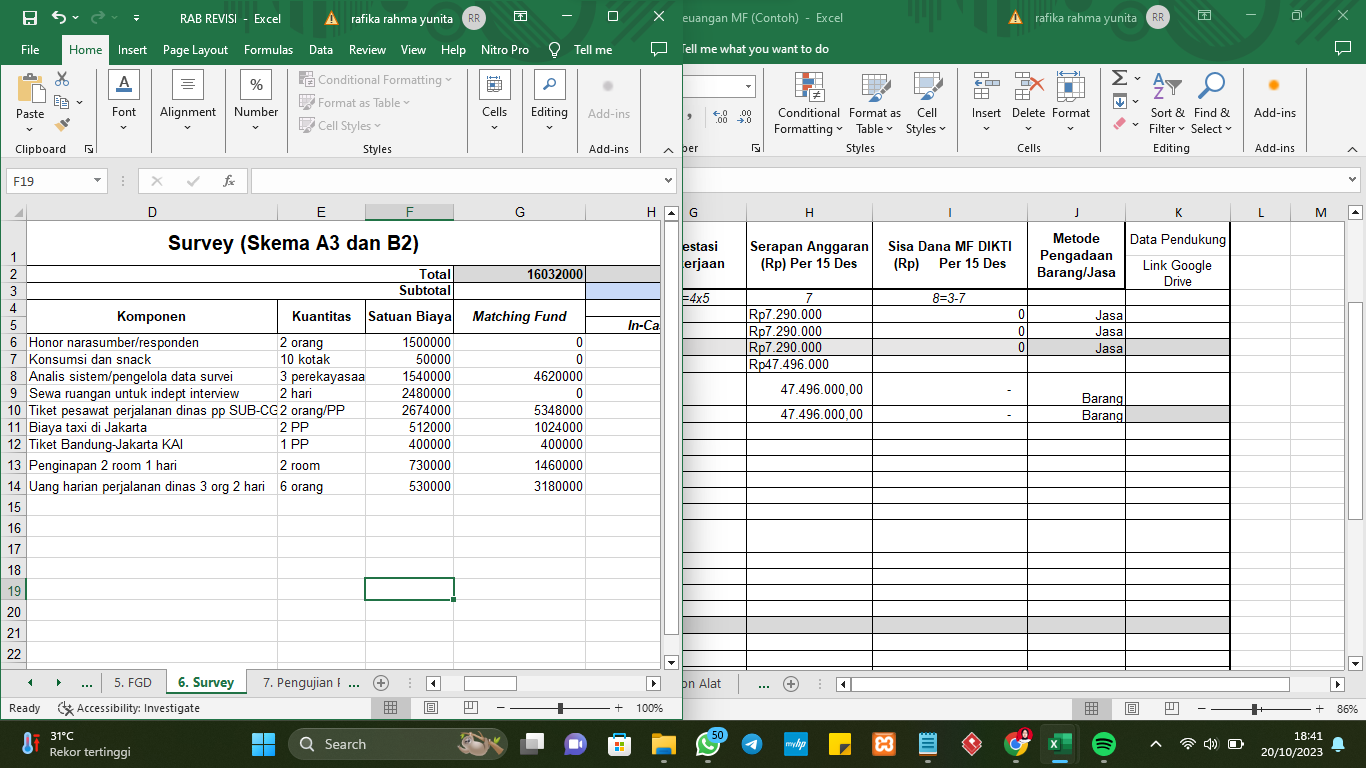 RAB REVISI - Excel
rafika rahma yunita
RR
File Home Insert Page Layout Formulas Data Review View Help Nitro Pro Tell me
Paste
Clipboard
Font
Alignment
%
Number
Conditional Formatting
Format as Table
Cell Styles
Styles
Cells
Editing
Add-ins
Add-ins
F19
fx
D E F G H
1 Survey (Skema A3 dan B2)
2 Total 16032000
3 Subtotal
4
5
Komponen Kuantitas Satuan Biaya Matching Fund
In-Ca
6 Honor narasumber/responden 2 orang 1500000 0
7 Konsumsi dan snack 10 kotak 50000 0
8 Analis sistem/pengelola data survei 3 perekayasaa 1540000 4620000
9 Sewa ruangan untuk indept interview 2 hari 2480000 0
10 Tiket pesawat perjalanan dinas pp SUB-CG 2 orang/PP 2674000 5348000
11 Biaya taxi di Jakarta 2 PP 512000 1024000
12 Tiket Bandung-Jakarta KAI 1 PP 400000 400000
13 Penginapan 2 room 1 hari 2 room 730000 1460000
14 Uang harian perjalanan dinas 3 org 2 hari 6 orang 530000 3180000
15
16
17
18
19
20
21
22
... 5. FGD 6. Survey 7. Pengujian F ...
Ready Accessibility: Investigate 100%
euangan MF (Contoh) - Excel
rafika rahma yunita
RR
Tell me what you want to do
Conditional Formatting
Format as Table
Cell Styles
Styles
Insert
Delete
Format
Cells
Sort & Filter
Find & Select
Editing
Add-ins
Add-ins
ber
G H I J K L M
estasi
erjaan
Serapan Anggaran
(Rp) Per 15 Des
Sisa Dana MF DIKTI
(Rp) Per 15 Des
Metode
Pengadaan
Barang/Jasa
Data Pendukung
Link Google
Drive
=4x5 7 8=3-7
Rp7.290.000 0 Jasa
Rp7.290.000 0 Jasa
Rp7.290.000 0 Jasa
Rp47.496.000
47.496.000,00 - Barang
47.496.000,00 - Barang
on Alat ...
86%
31°C
Rekor tertinggi
Search
50
myhp
18:41
20/10/2023